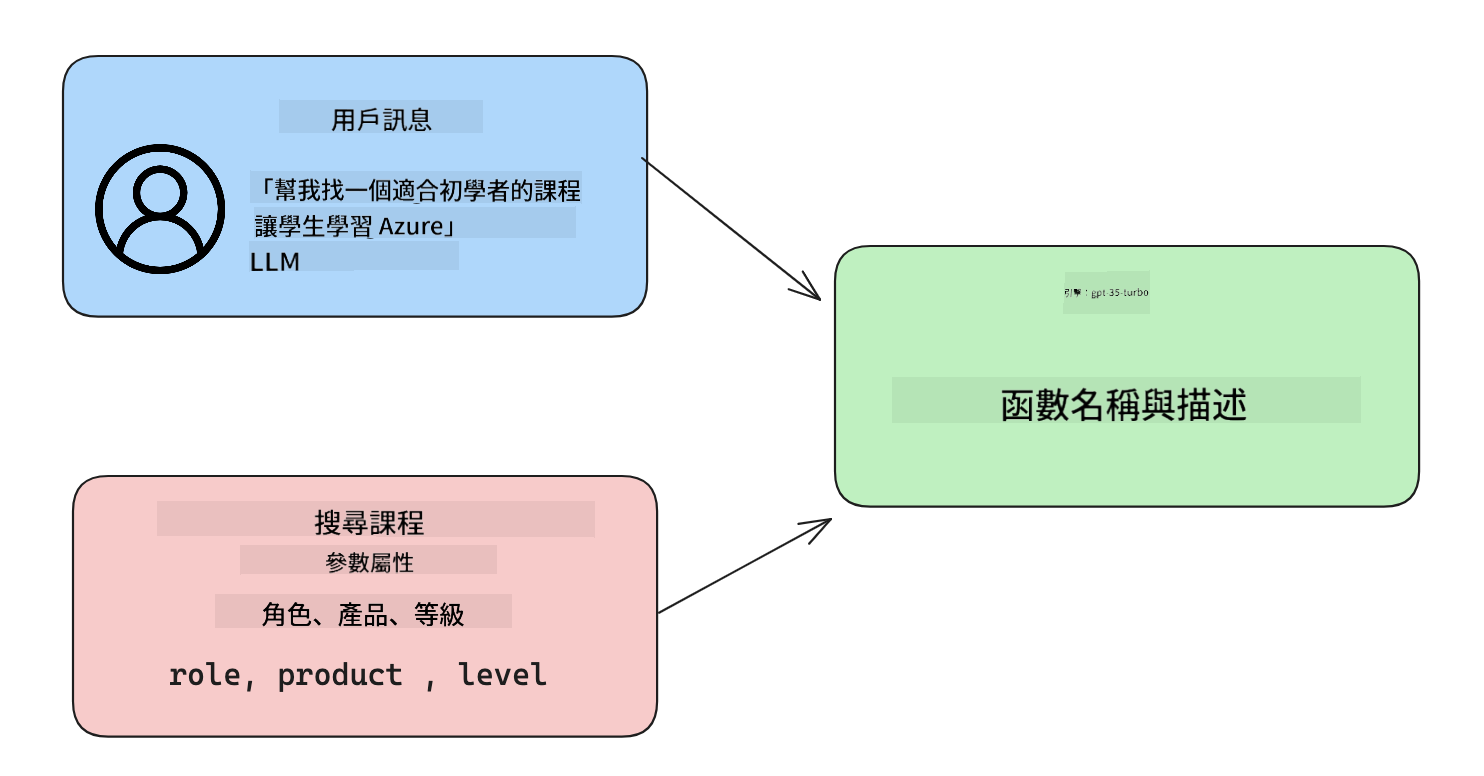 用戶訊息
「幫我找一個適合初學者的課程
讓學生學習 Azure」
LLM
引擎：gpt-35-turbo
函數名稱與描述
搜尋課程
參數屬性
角色、產品、等級
role, product , level